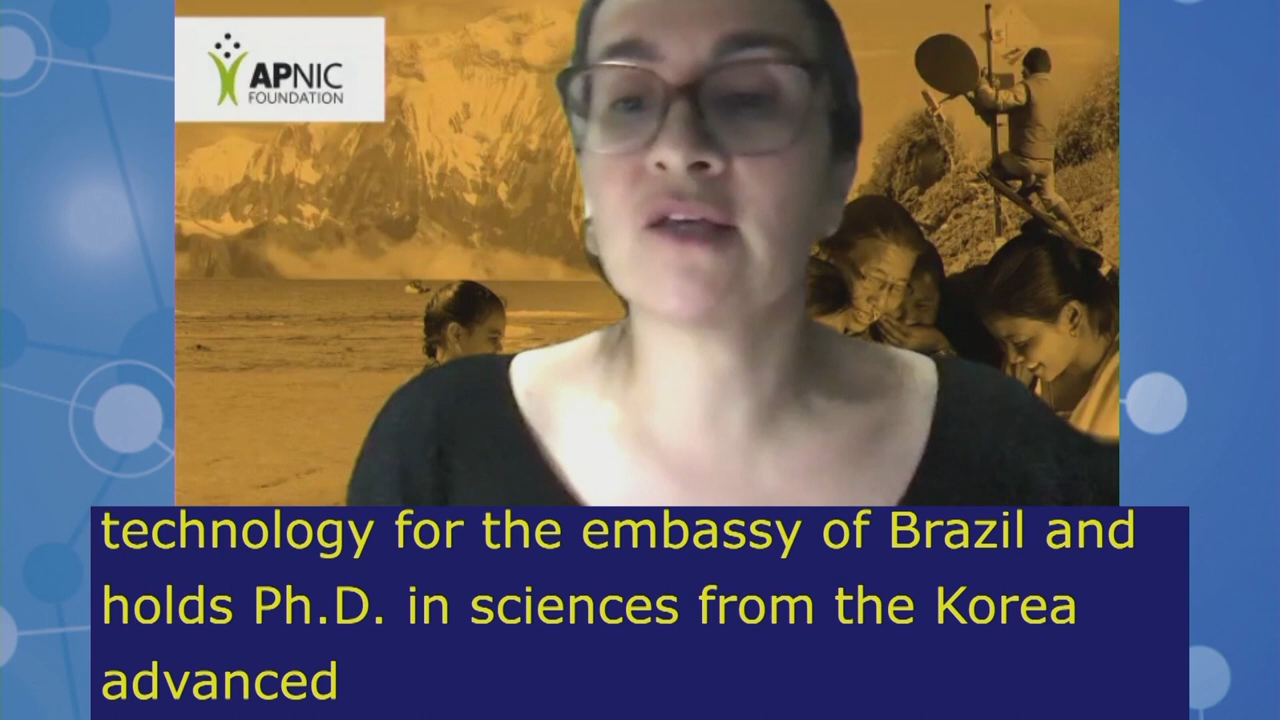 APNIC
FOUNDATION
technology for the embassy of Brazil and
holds Ph.D. in sciences from the Korea
advanced